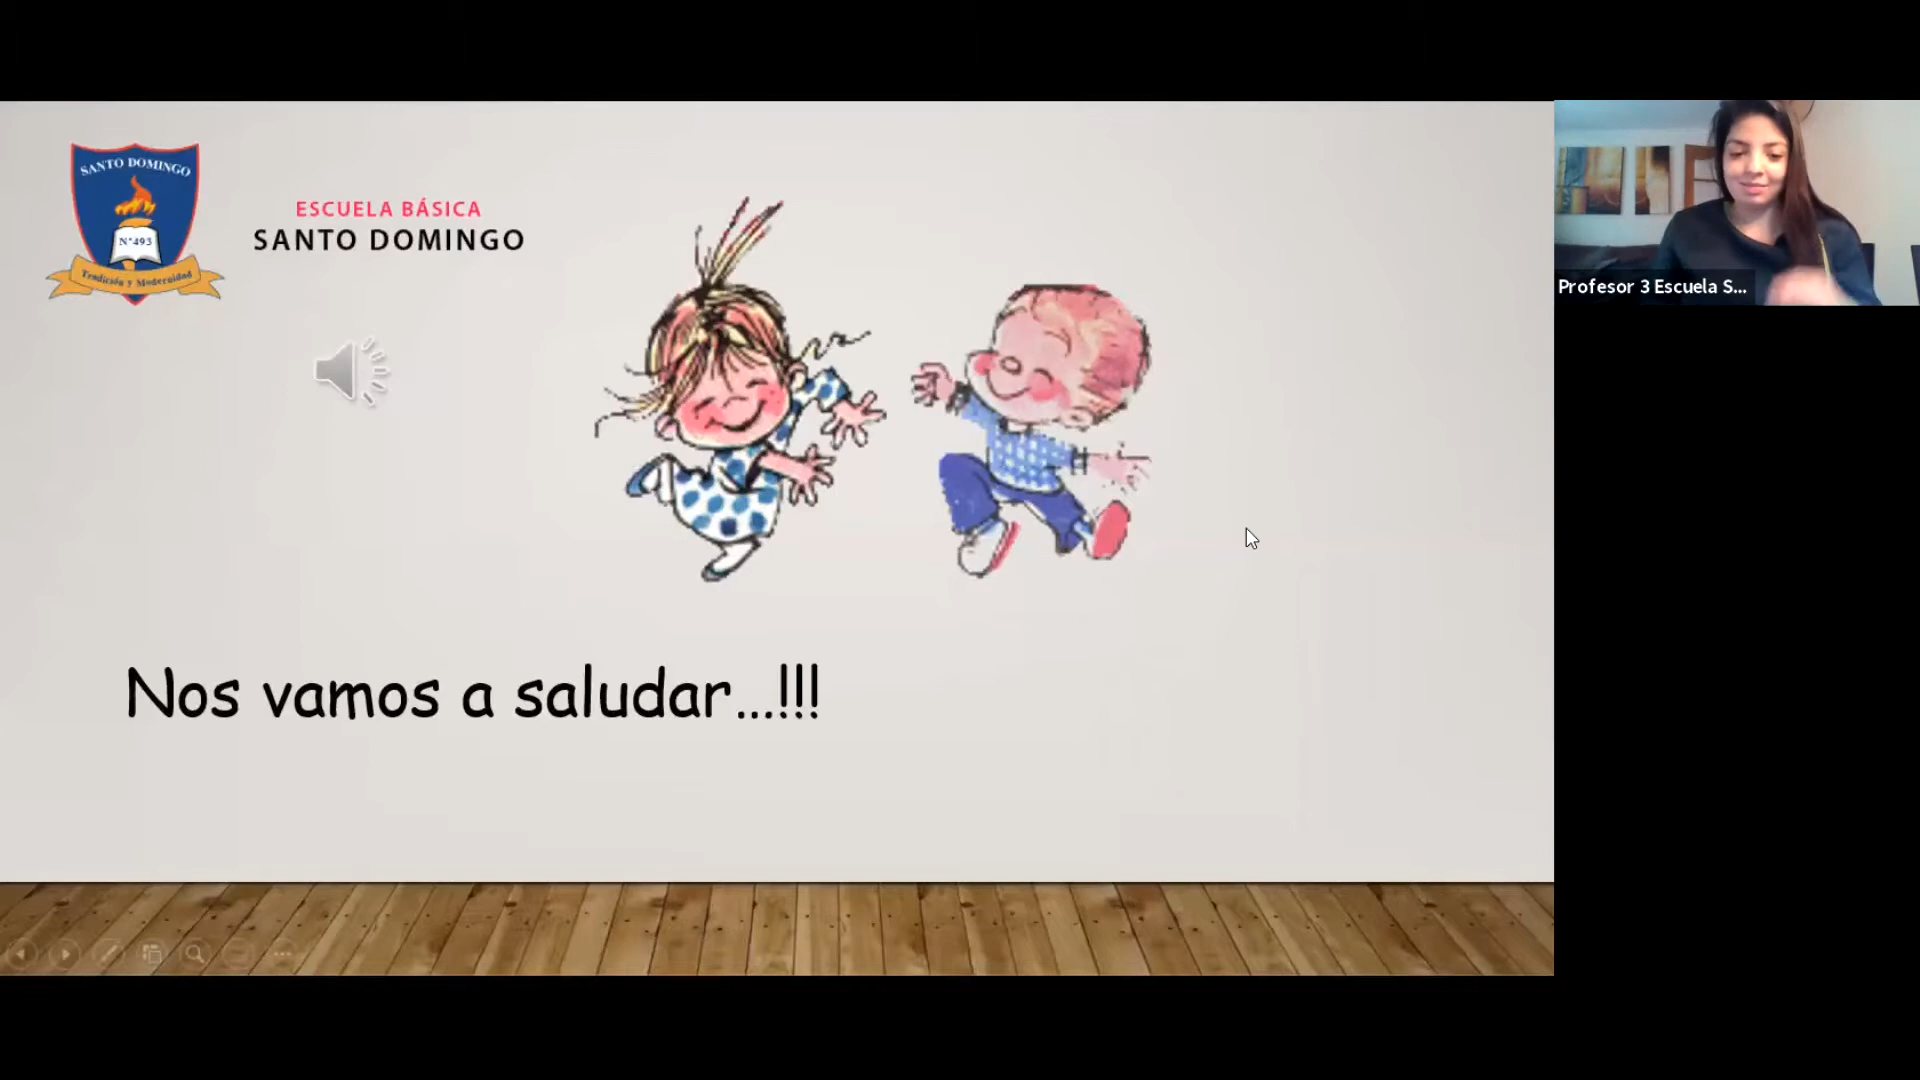 SANTO DOMINGO
N°493
Tradición y Modernidad
ESCUELA BÁSICA
SANTO DOMINGO
Nos vamos a saludar...!!!
Profesor 3 Escuela S...